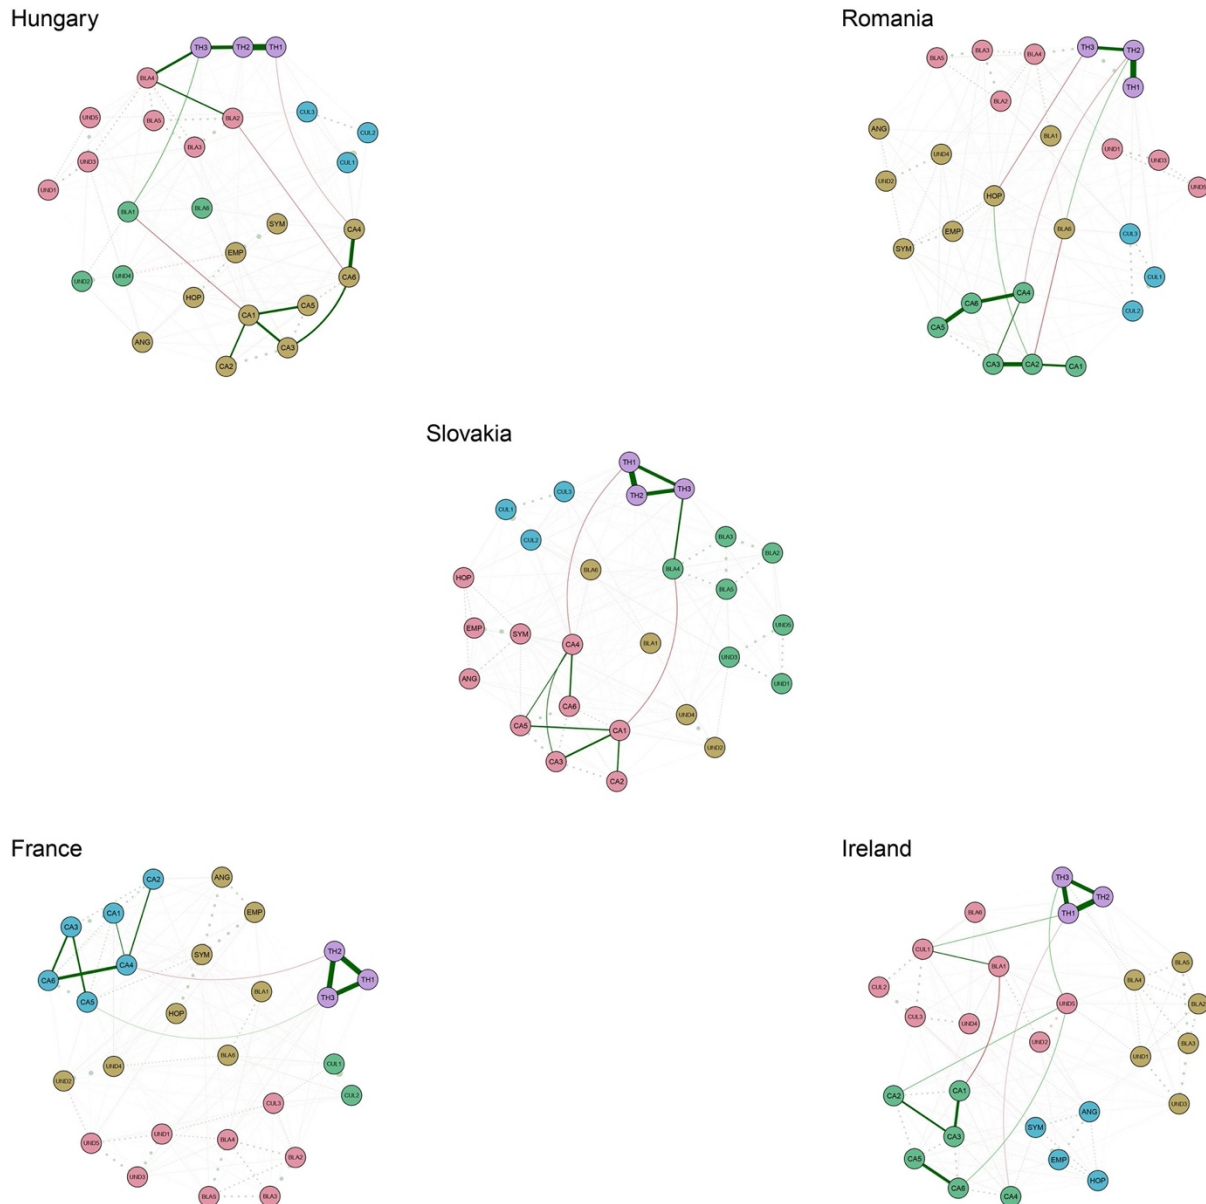 Hungary
TH3 TH2 TH1
BLA4
UND5 BLA5 BLA2 CUL3
CUL2
BLA3
UND3 CUL1
UND1
BLA1 BLA6
SYM CA4
EMP
UND2 UND4 CA6
HOP CA5
CA1
ANG CA3
CA2
Romania
TH3 TH2
BLA5 BLA3 BLA4
TH1
BLA2
ANG BLA1
UND4 UND1
UND3
UND2 UND5
HOP
SYM EMP BLA6 CUL3
CUL1
CA4
CA6 CUL2
CA5
CA3 CA2 CA1
Slovakia
TH1
TH2 TH3
CUL1 CUL3
CUL2 BLA3
BLA2
HOP BLA6 BLA4
BLA5
EMP SYM UND5
CA4 BLA1
UND3
ANG UND1
CA6
CA5 CA1 UND4
UND2
CA3
CA2
France
CA2 ANG
CA3 CA1 EMP
SYM TH2
CA6 CA4 TH1
CA5 BLA1 TH3
HOP
UND4 BLA6 CUL1
UND2 CUL2
CUL3
UND5 UND1 BLA4
BLA2
UND3
BLA5 BLA3
Ireland
TH3
TH2
BLA6 TH1
CUL1
BLA1 BLA5
CUL2 BLA4
UND5 BLA2
CUL3 UND4
UND2 BLA3
UND1
CA2 CA1 UND3
ANG
CA3 SYM
CA5 EMP
CA6 CA4 HOP